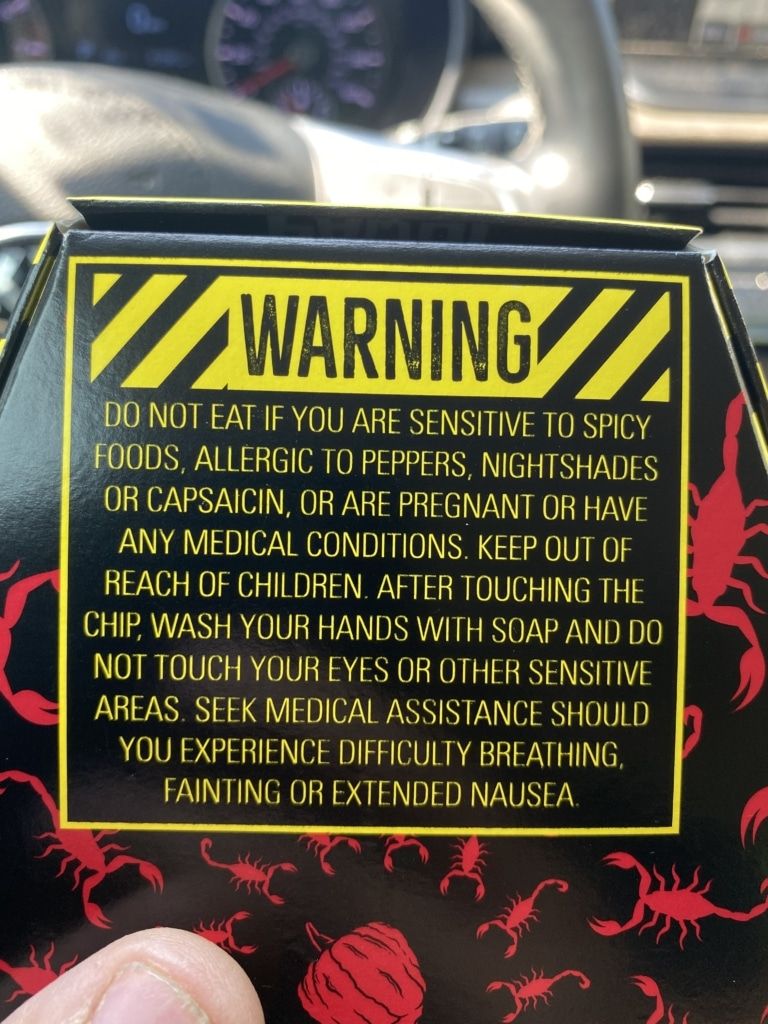 WARNING
DO NOT EAT IF YOU ARE SENSITIVE TO SPICY
FOODS, ALLERGIC TO PEPPERS, NIGHTSHADES
OR CAPSAICIN, OR ARE PREGNANT OR HAVE
ANY MEDICAL CONDITIONS. KEEP OUT OF
REACH OF CHILDREN. AFTER TOUCHING THE
CHIP, WASH YOUR HANDS WITH SOAP AND DO
NOT TOUCH YOUR EYES OR OTHER SENSITIVE
AREAS. SEEK MEDICAL ASSISTANCE SHOULD
YOU EXPERIENCE DIFFICULTY BREATHING,
FAINTING OR EXTENDED NAUSEA.